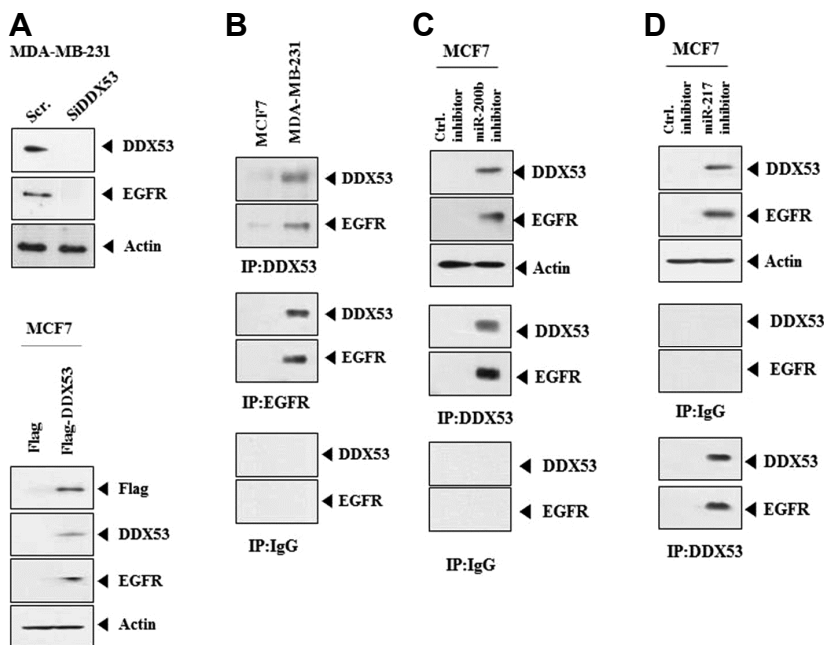 A
MDA-MB-231
Scr. SiDDX53
DDX53
EGFR
Actin
MCF7
Flag
Flag-DDX53
Flag
DDX53
EGFR
Actin
B
MCF7
MDA-MB-231
DDX53
EGFR
IP:DDX53
DDX53
EGFR
IP:EGFR
DDX53
EGFR
IP:IgG
C
MCF7
Ctrl.
inhibitor
miR-200b
inhibitor
DDX53
EGFR
Actin
DDX53
EGFR
IP:DDX53
DDX53
EGFR
IP:IgG
D
MCF7
Ctrl.
inhibitor
miR-217
inhibitor
DDX53
EGFR
Actin
DDX53
EGFR
IP:IgG
DDX53
EGFR
IP:DDX53